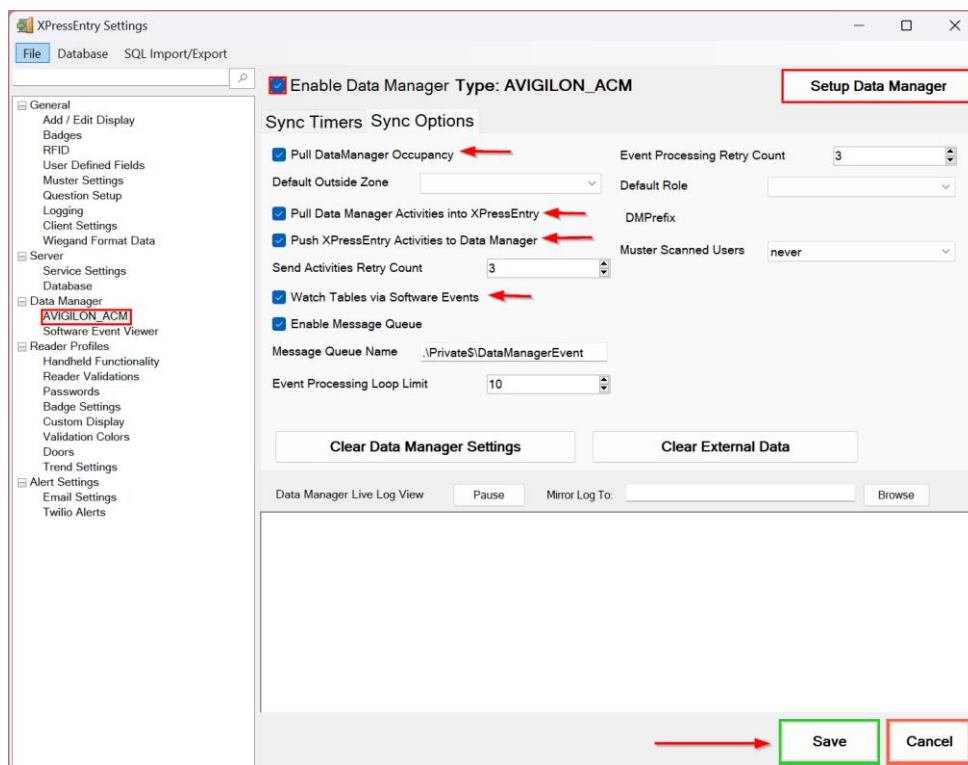 XPressEntry Settings
File Database SQL Import/Export
General
Add / Edit Display
Badges
RFID
User Defined Fields
Muster Settings
Question Setup
Logging
Client Settings
Wiegand Format Data
Server
Service Settings
Database
Data Manager
AVIGILON_ACM
Software Event Viewer
Reader Profiles
Handheld Functionality
Reader Validations
Passwords
Badge Settings
Custom Display
Validation Colors
Doors
Trend Settings
Alert Settings
Email Settings
Twilio Alerts
Enable Data Manager Type: AVIGILON_ACM
Setup Data Manager
Sync Timers Sync Options
Pull DataManager Occupancy
Event Processing Retry Count 3
Default Outside Zone
Default Role
Pull Data Manager Activities into XPressEntry
DMPrefix
Push XPressEntry Activities to Data Manager
Muster Scanned Users never
Send Activities Retry Count 3
Watch Tables via Software Events
Enable Message Queue
Message Queue Name .\Private$\DataManagerEvent
Event Processing Loop Limit 10
Clear Data Manager Settings Clear External Data
Data Manager Live Log View Pause Mirror Log To: Browse
Save Cancel